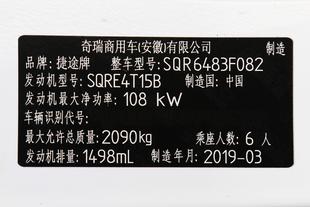 奇瑞商用车(安徽)有限公司 制造
品牌: 捷途牌 整车型号: SQR6483F082
发动机型号: SQRE4T15B 制造国: 中国
发动机最大净功率: 108 kW
车辆识别代号:
最大允许总质量: 2090kg 乘座人数: 6 人
发动机排量: 1498mL 制造年月: 2019-03